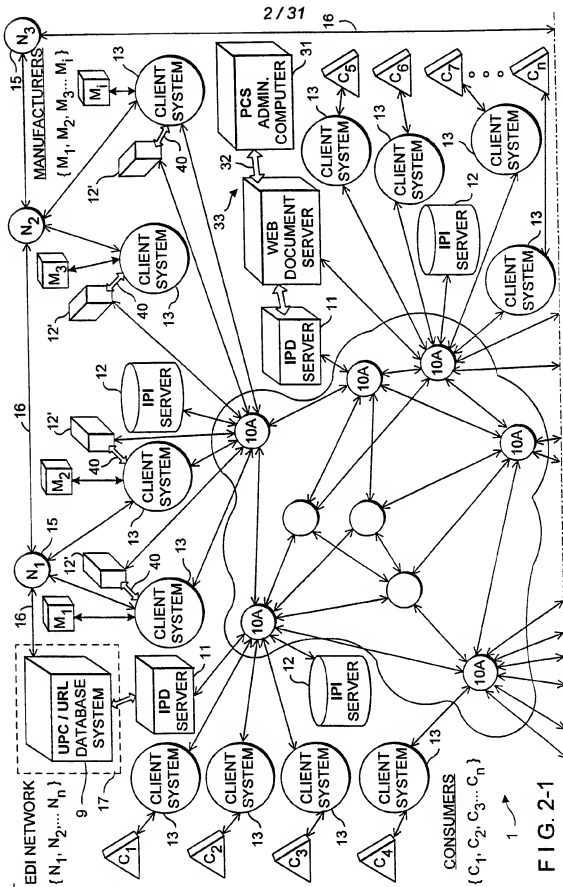 2/31
EDI NETWORK
{ N1, N2... Nn}
UPC / URL
DATABASE
SYSTEM
9
17
16
N1
15
16
N2
15
N3
16
MANUFACTURERS
{ M1, M2, M3... Mi}
M1
12'
40
CLIENT
SYSTEM
13
M2
12'
40
CLIENT
SYSTEM
13
M3
12'
40
CLIENT
SYSTEM
13
Mi
12'
40
CLIENT
SYSTEM
13
IPD
SERVER
11
12
IPI
SERVER
IPD
SERVER
11
WEB
DOCUMENT
SERVER
33
32
PCS
ADMIN.
COMPUTER
31
C1
CLIENT
SYSTEM
13
C2
CLIENT
SYSTEM
13
C3
CLIENT
SYSTEM
13
C4
CLIENT
SYSTEM
13
12
IPI
SERVER
10A
10A
10A
10A
10A
10A
13
CLIENT
SYSTEM
C5
13
CLIENT
SYSTEM
C6
13
CLIENT
SYSTEM
C7
12
IPI
SERVER
13
CLIENT
SYSTEM
Cn
CONSUMERS
{ C1, C2, C3... Cn}
1
FIG. 2-1